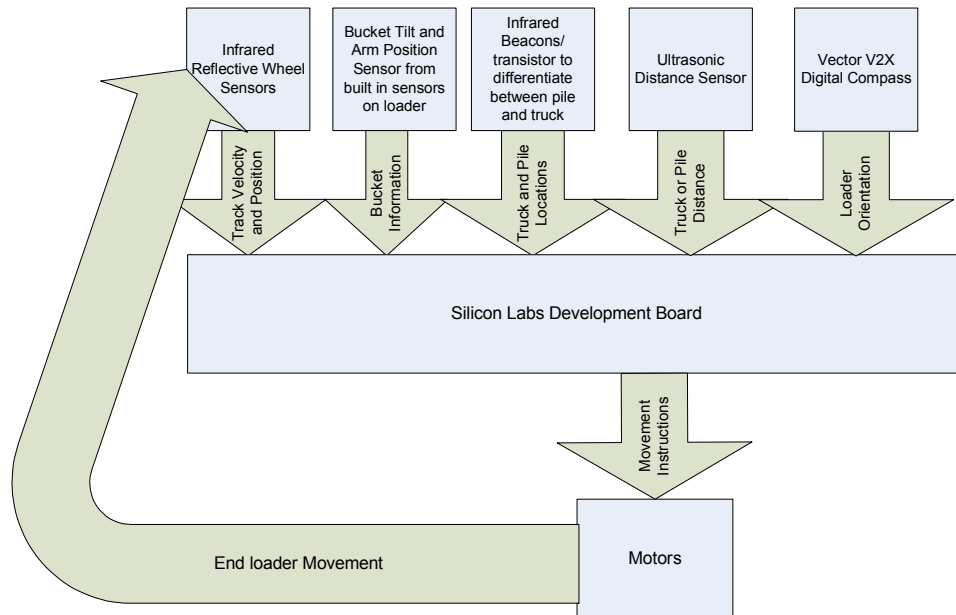 Infrared
Reflective Wheel
Sensors
Bucket Tilt and
Arm Position
Sensor from
built in sensors
on loader
Infrared
Beacons/
transistor to
differentiate
between pile
and truck
Ultrasonic
Distance Sensor
Vector V2X
Digital Compass
Track Velocity
and Position
Bucket
Information
Truck and Pile
Locations
Truck or Pile
Distance
Loader
Orientation
Silicon Labs Development Board
Movement
Instructions
Motors
End loader Movement